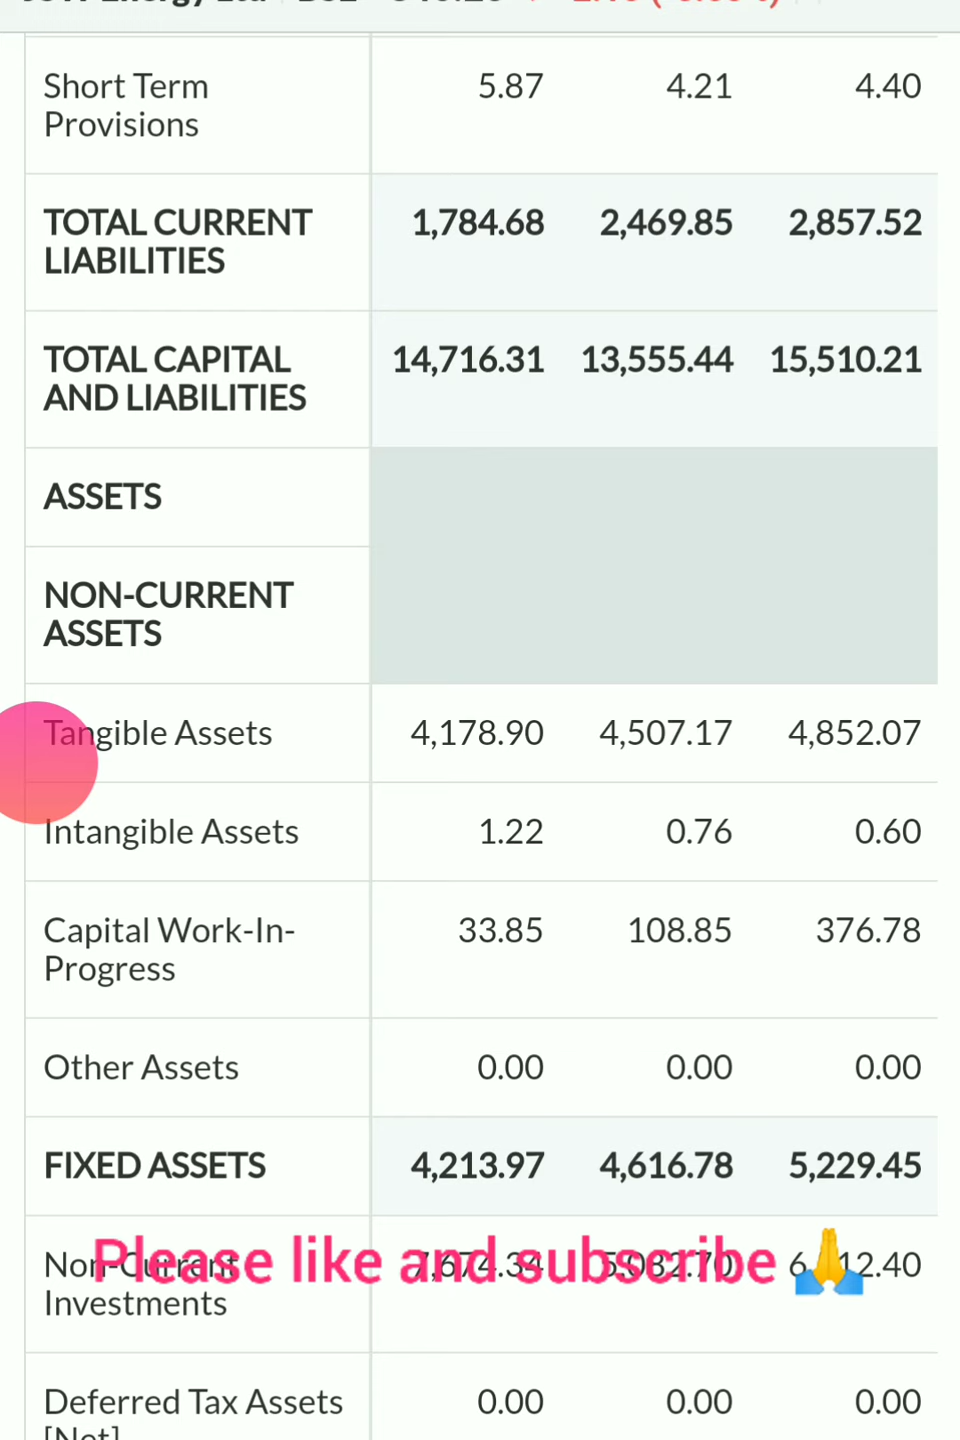 Short Term 5.87 4.21 4.40
Provisions
TOTAL CURRENT 1,784.68 2,469.85 2,857.52
LIABILITIES
TOTAL CAPITAL 14,716.31 13,555.44 15,510.21
AND LIABILITIES
ASSETS
NON-CURRENT
ASSETS
Tangible Assets 4,178.90 4,507.17 4,852.07
Intangible Assets 1.22 0.76 0.60
Capital Work-In- 33.85 108.85 376.78
Progress
Other Assets 0.00 0.00 0.00
FIXED ASSETS 4,213.97 4,616.78 5,229.45
Non-Current
Please like and subscribe 🙏
Investments
Deferred Tax Assets 0.00 0.00 0.00
[Net]